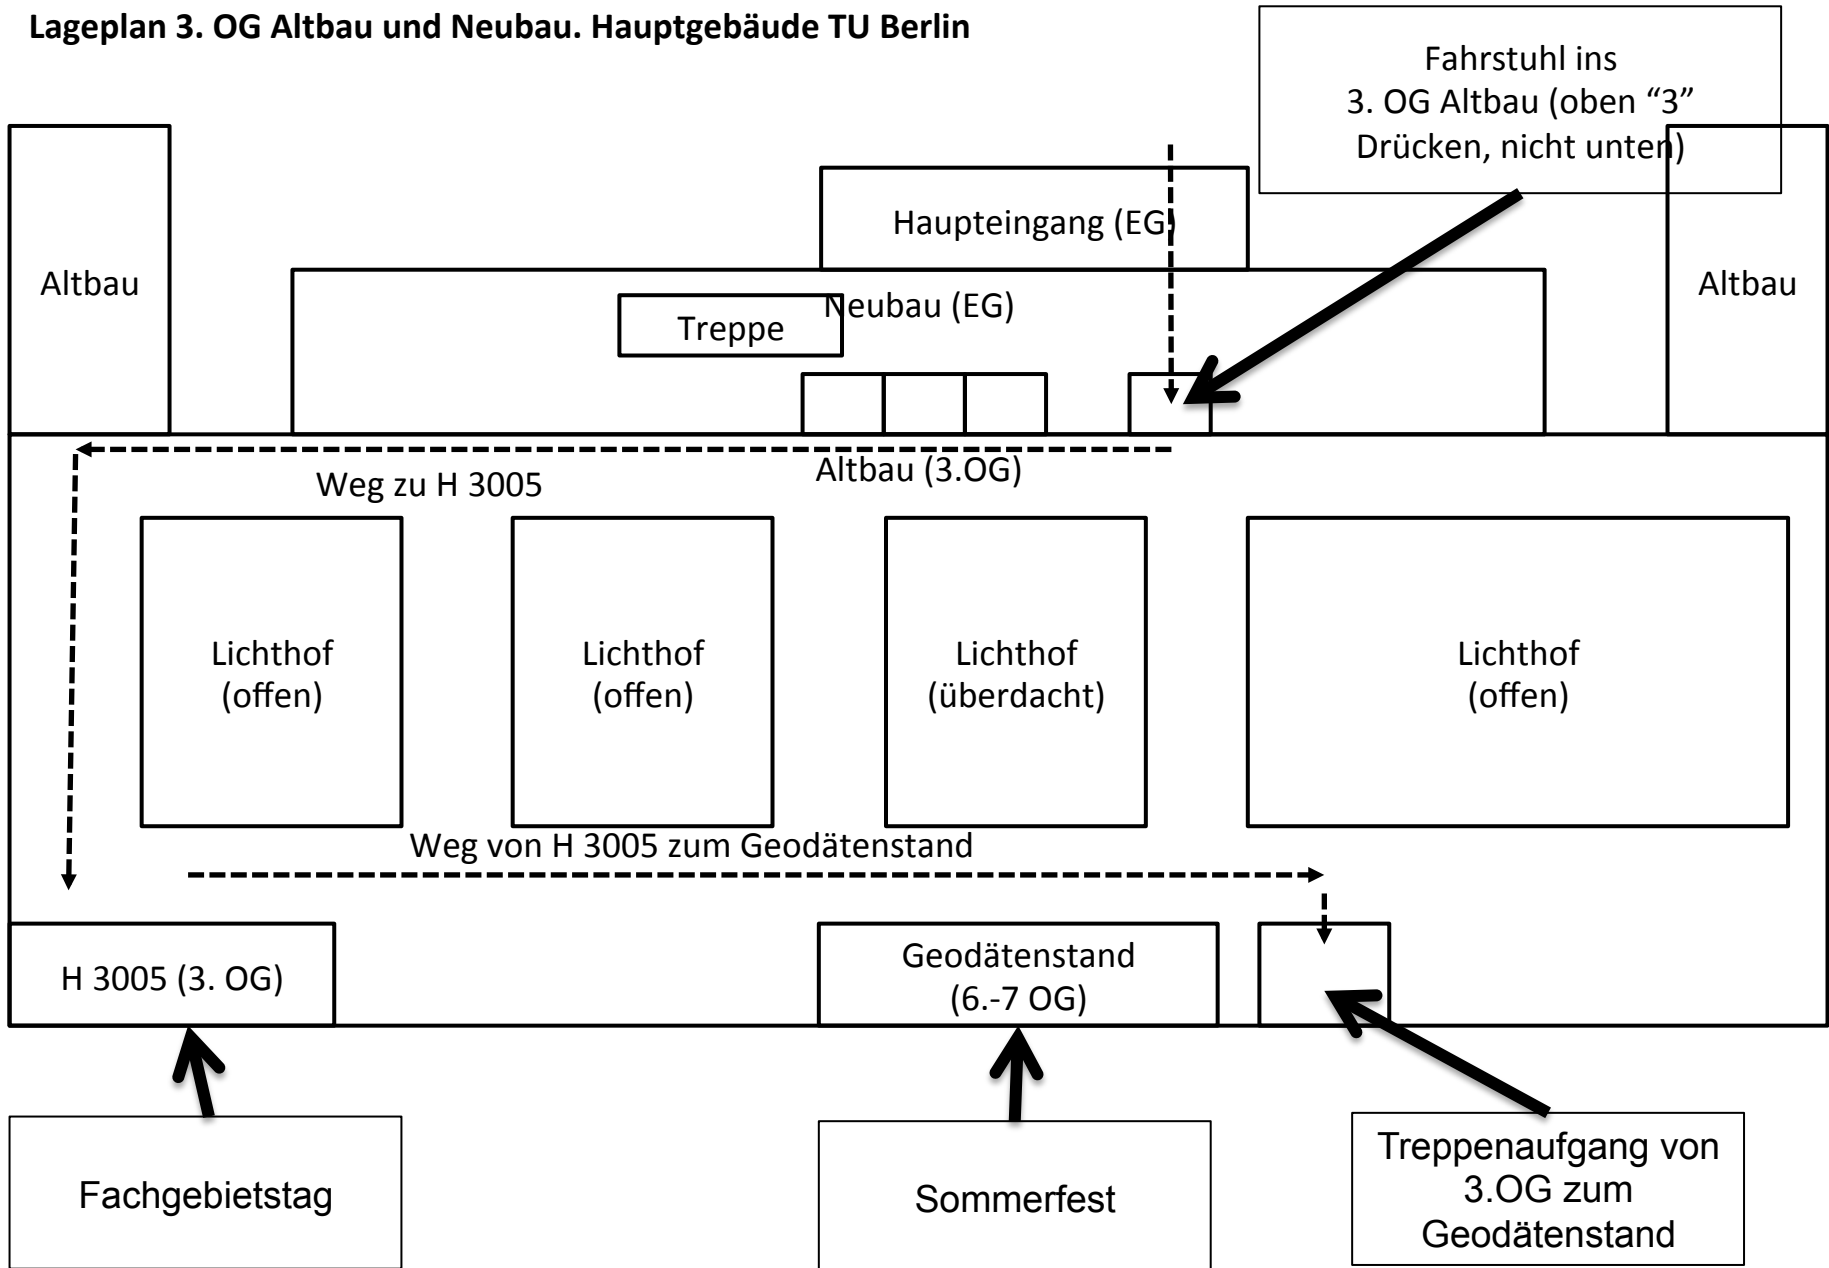 Lageplan 3. OG Altbau und Neubau. Hauptgebäude TU Berlin
Fahrstuhl ins
3. OG Altbau (oben “3”
Drücken, nicht unten)
Haupteingang (EG)
Altbau
Altbau
Neubau (EG)
Treppe
Altbau (3.OG)
Weg zu H 3005
Lichthof
(offen)
Lichthof
(offen)
Lichthof
(überdacht)
Lichthof
(offen)
Weg von H 3005 zum Geodätenstand
H 3005 (3. OG)
Geodätenstand
(6.-7 OG)
Fachgebietstag
Sommerfest
Treppenaufgang von
3.OG zum
Geodätenstand